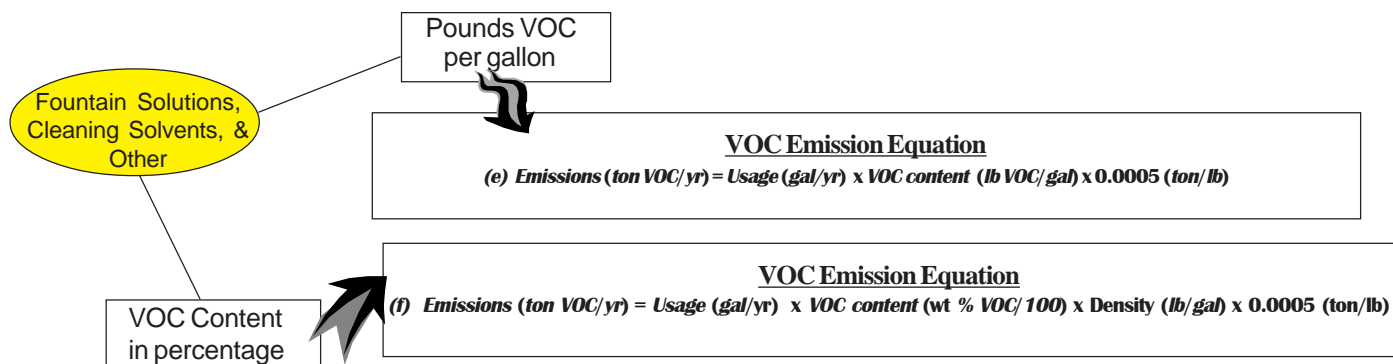 Pounds VOC
per gallon
Fountain Solutions,
Cleaning Solvents, &
Other
VOC Emission Equation
(e) Emissions (ton VOC/yr) = Usage (gal/yr) x VOC content (lb VOC/gal) x 0.0005 (ton/lb)
VOC Emission Equation
(f) Emissions (ton VOC/yr) = Usage (gal/yr) x VOC content (wt % VOC/100) x Density (lb/gal) x 0.0005 (ton/lb)
VOC Content
in percentage